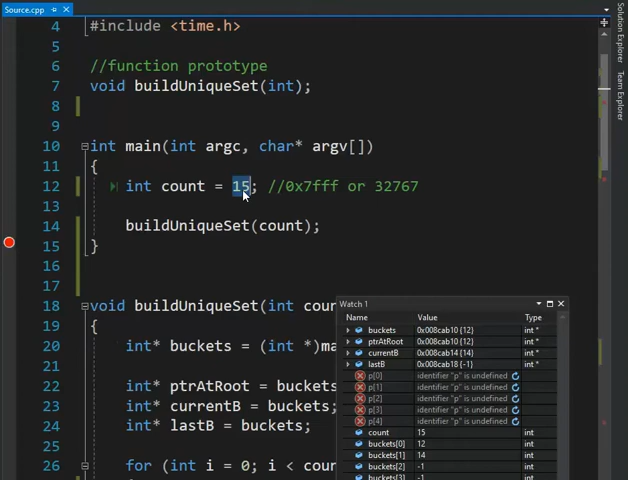 Source.cpp
4 #include <time.h>
5
6 //function prototype
7 void buildUniqueSet(int);
8
9
10 int main(int argc, char* argv[])
11 {
12 int count = 15; //0x7fff or 32767
13
14 buildUniqueSet(count);
15 }
16
17
18 void buildUniqueSet(int cou
19 {
20 int* buckets = (int *)ma
21
22 int* ptrAtRoot = buckets
23 int* currentB = buckets;
24 int* lastB = buckets;
25
26 for (int i = 0; i < coun
Watch 1
Name Value Type
buckets 0x008cab10 {12} int *
ptrAtRoot 0x008cab10 {12} int *
currentB 0x008cab14 {14} int *
lastB 0x008cab18 {-1} int *
p[0] identifier "p" is undefined
p[1] identifier "p" is undefined
p[2] identifier "p" is undefined
p[3] identifier "p" is undefined
p[4] identifier "p" is undefined
count 15 int
buckets[0] 12 int
buckets[1] 14 int
buckets[2] -1 int
buckets[3] -1 int
Solution Explorer
Team Explorer